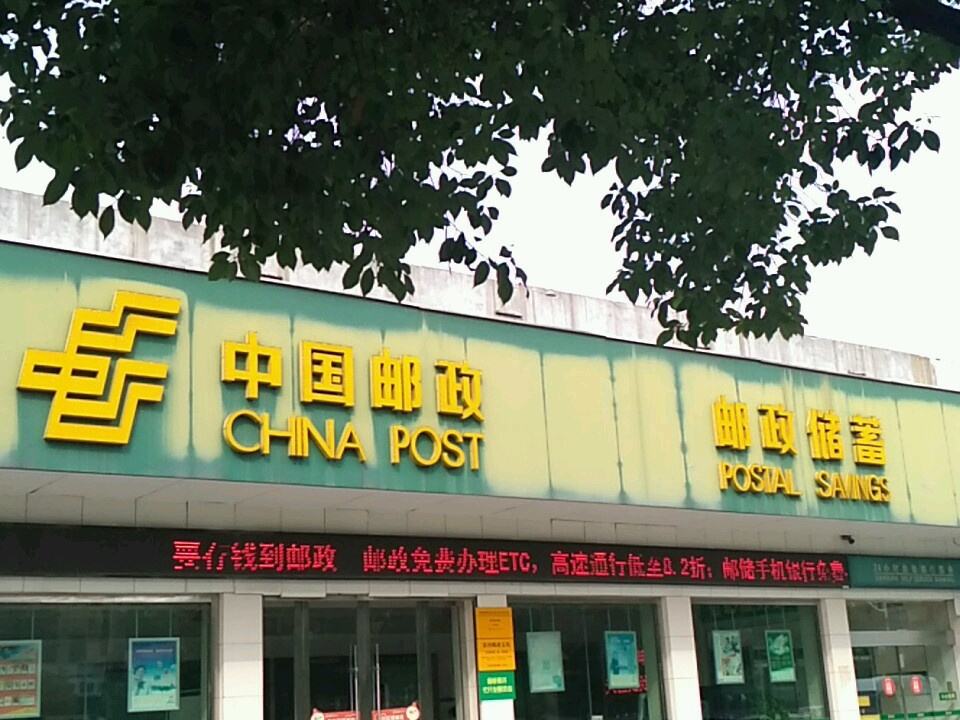 中国邮政
CHINA POST
邮政储蓄
POSTAL SAVINGS
要存钱到邮政 邮政免费办理ETC，高速通行低至8.2折；邮储手机银行免费